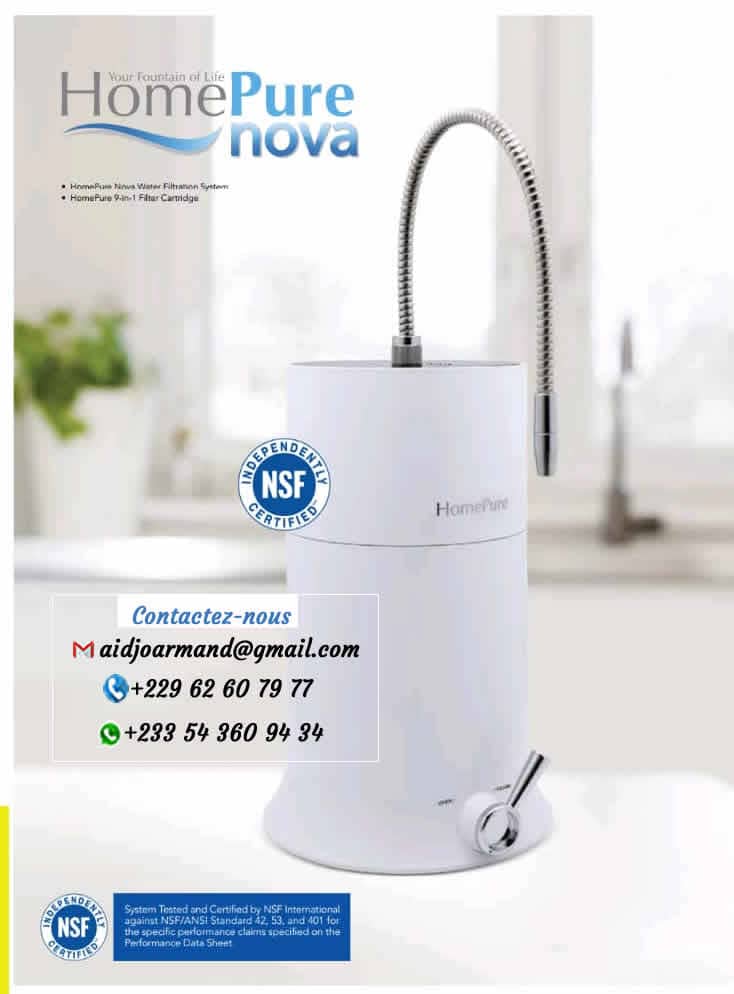 Your Fountain of Life
HomePure
nova
• HomePure Nova Water Filtration System
• HomePure 9-in-1 Filter Cartridge
INDEPENDENTLY
NSF
CERTIFIED™
HomePure
Contactez-nous
aidjoarmand@gmail.com
+229 62 60 79 77
+233 54 360 94 34
INDEPENDENTLY
NSF
CERTIFIED
System Tested and Certified by NSF International
against NSF/ANSI Standard 42, 53, and 401 for
the specific performance claims specified on the
Performance Data Sheet